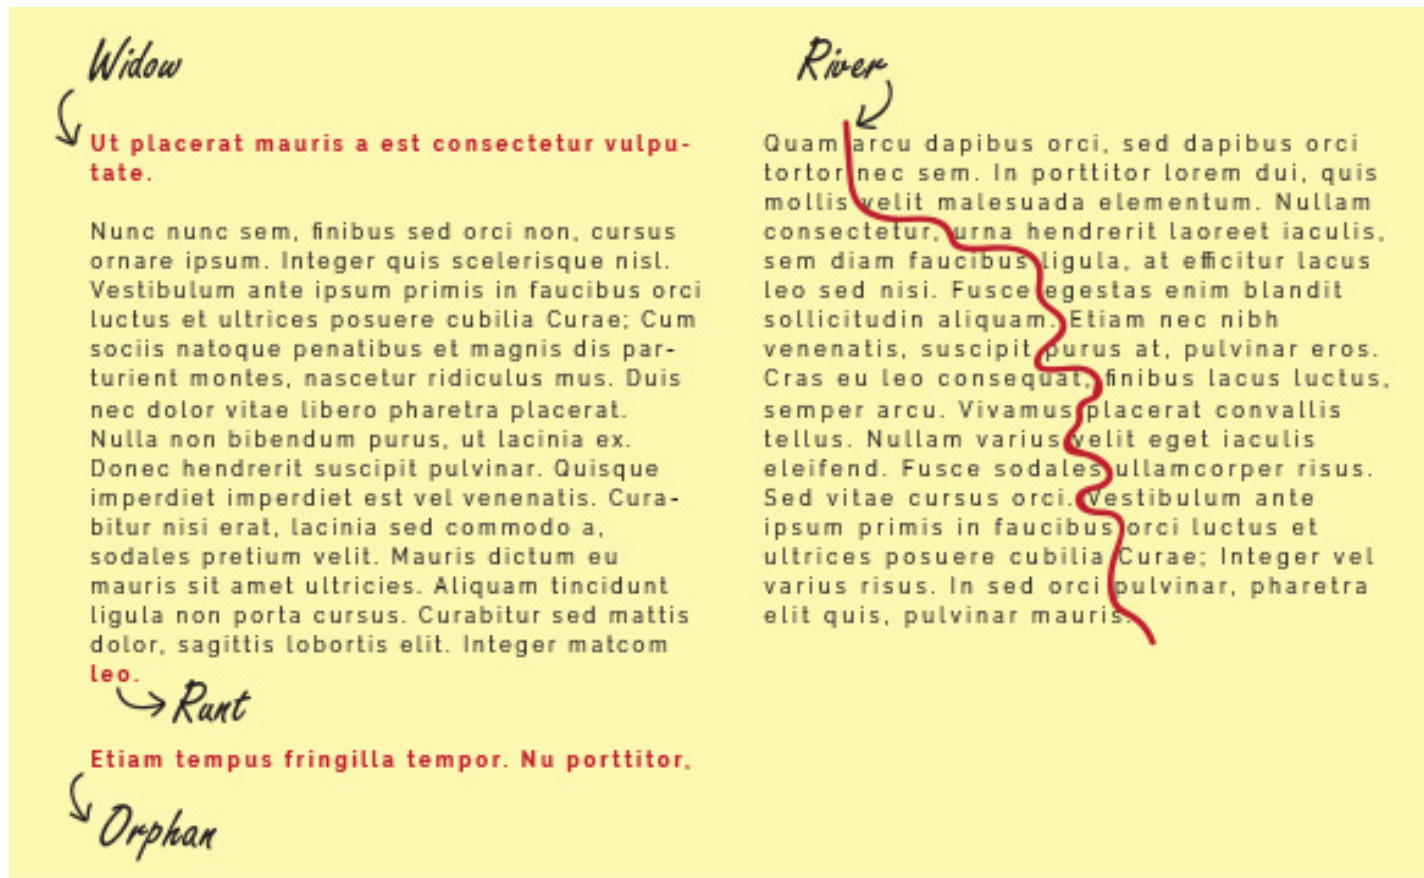 Widow
Ut placerat mauris a est consectetur vulpu-
tate.
Nunc nunc sem, finibus sed orci non, cursus
ornare ipsum. Integer quis scelerisque nisl.
Vestibulum ante ipsum primis in faucibus orci
luctus et ultrices posuere cubilia Curae; Cum
sociis natoque penatibus et magnis dis par-
turient montes, nascetur ridiculus mus. Duis
nec dolor vitae libero pharetra placerat.
Nulla non bibendum purus, ut lacinia ex.
Donec hendrerit suscipit pulvinar. Quisque
imperdiet imperdiet est vel venenatis. Cura-
bitur nisi erat, lacinia sed commodo a,
sodales pretium velit. Mauris dictum eu
mauris sit amet ultricies. Aliquam tincidunt
ligula non porta cursus. Curabitur sed mattis
dolor, sagittis lobortis elit. Integer matcom
leo.
Runt
Etiam tempus fringilla tempor. Nu porttitor,
Orphan
River
Quam arcu dapibus orci, sed dapibus orci
tortor nec sem. In porttitor lorem dui, quis
mollis velit malesuada elementum. Nullam
consectetur, urna hendrerit laoreet iaculis,
sem diam faucibus ligula, at efficitur lacus
leo sed nisi. Fusce egestas enim blandit
sollicitudin aliquam. Etiam nec nibh
venenatis, suscipit purus at, pulvinar eros.
Cras eu leo consequat, finibus lacus luctus,
semper arcu. Vivamus placerat convallis
tellus. Nullam varius velit eget iaculis
eleifend. Fusce sodales ullamcorper risus.
Sed vitae cursus orci. Vestibulum ante
ipsum primis in faucibus orci luctus et
ultrices posuere cubilia Curae; Integer vel
varius risus. In sed orci pulvinar, pharetra
elit quis, pulvinar mauris.